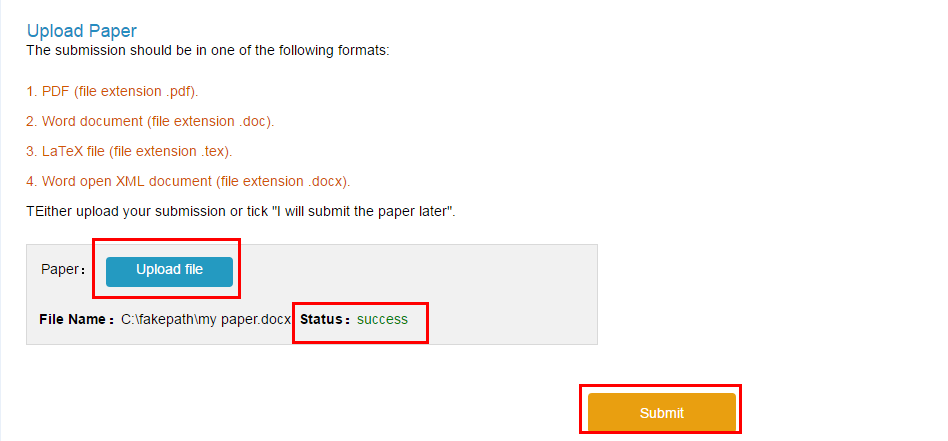 Upload Paper
The submission should be in one of the following formats:
1. PDF (file extension .pdf).
2. Word document (file extension .doc).
3. LaTeX file (file extension .tex).
4. Word open XML document (file extension .docx).
TEither upload your submission or tick "I will submit the paper later".
Paper： Upload file
File Name：C:\fakepath\my paper.docx Status：success
Submit